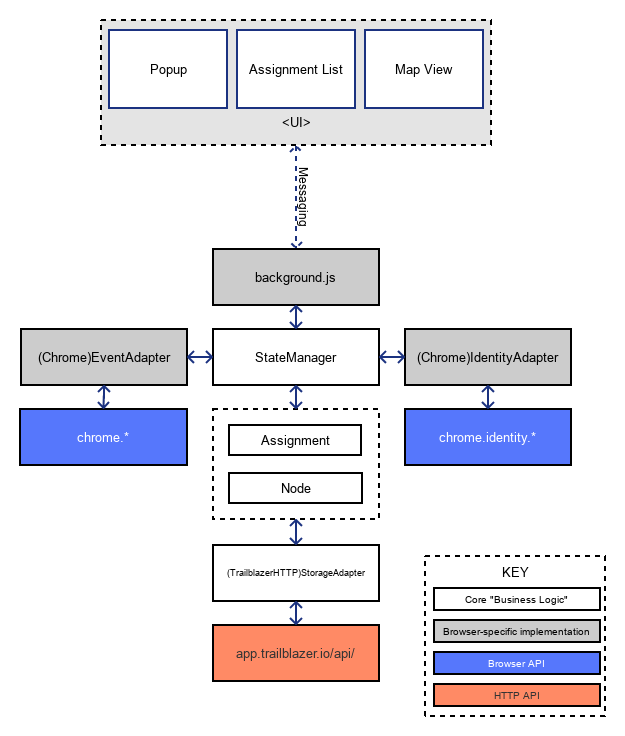 Popup
Assignment List
Map View
<UI>
Messaging
background.js
(Chrome)EventAdapter
StateManager
(Chrome)IdentityAdapter
chrome.*
Assignment
chrome.identity.*
Node
(TrailblazerHTTP)StorageAdapter
app.trailblazer.io/api/
KEY
Core "Business Logic"
Browser-specific implementation
Browser API
HTTP API